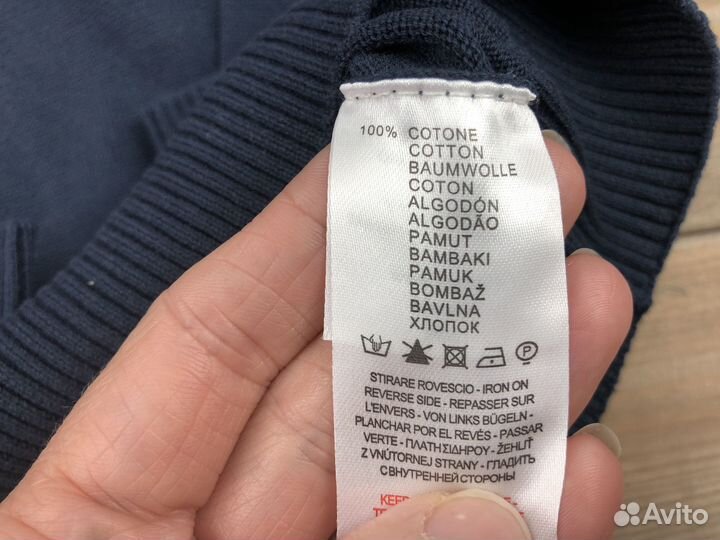 100% COTONE
COTTON
BAUMWOLLE
COTON
ALGODÓN
ALGODÃO
PAMUT
BAMBAKI
PAMUK
BOMBAŽ
BAVLNA
ХЛОПОК
P
STIRARE ROVESCIO - IRON ON
REVERSE SIDE - REPASSER SUR
L'ENVERS - VON LINKS BÜGELN -
PLANCHAR POR EL REVÉS - PASSAR
VERTE - ΠΛΑΤΗ ΣΙΔΗΡΟΥ - ŽEHLIŤ
Z VNÚTORNEJ STRANY - ГЛАДИТЬ
С ВНУТРЕННЕЙ СТОРОНЫ
KEEP
Avito